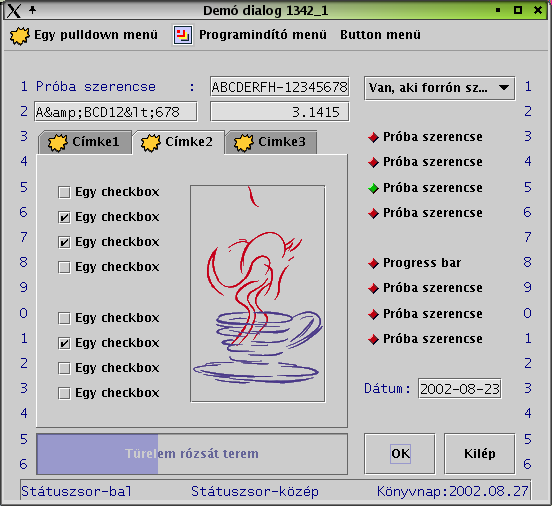 Demó dialog 1342_1
Egy pulldown menü Programindító menü Button menü
1 Próba szerencse : ABCDERFH-12345678 Van, aki forrón sz... 1
2 A&amp;BCD12&lt;678 3.1415 2
3 Címke1 Címke2 Cimke3 Próba szerencse 3
4 Próba szerencse 4
5 Egy checkbox Próba szerencse 5
6 Egy checkbox Próba szerencse 6
7 Egy checkbox 7
8 Egy checkbox Progress bar 8
9 Próba szerencse 9
0 Egy checkbox Próba szerencse 0
1 Egy checkbox Próba szerencse 1
2 Egy checkbox 2
3 Egy checkbox Dátum: 2002-08-23 3
4 4
5 Türelem rózsát terem OK Kilép 5
6 6
Státuszsor-bal Státuszsor-közép Könyvnap:2002.08.27